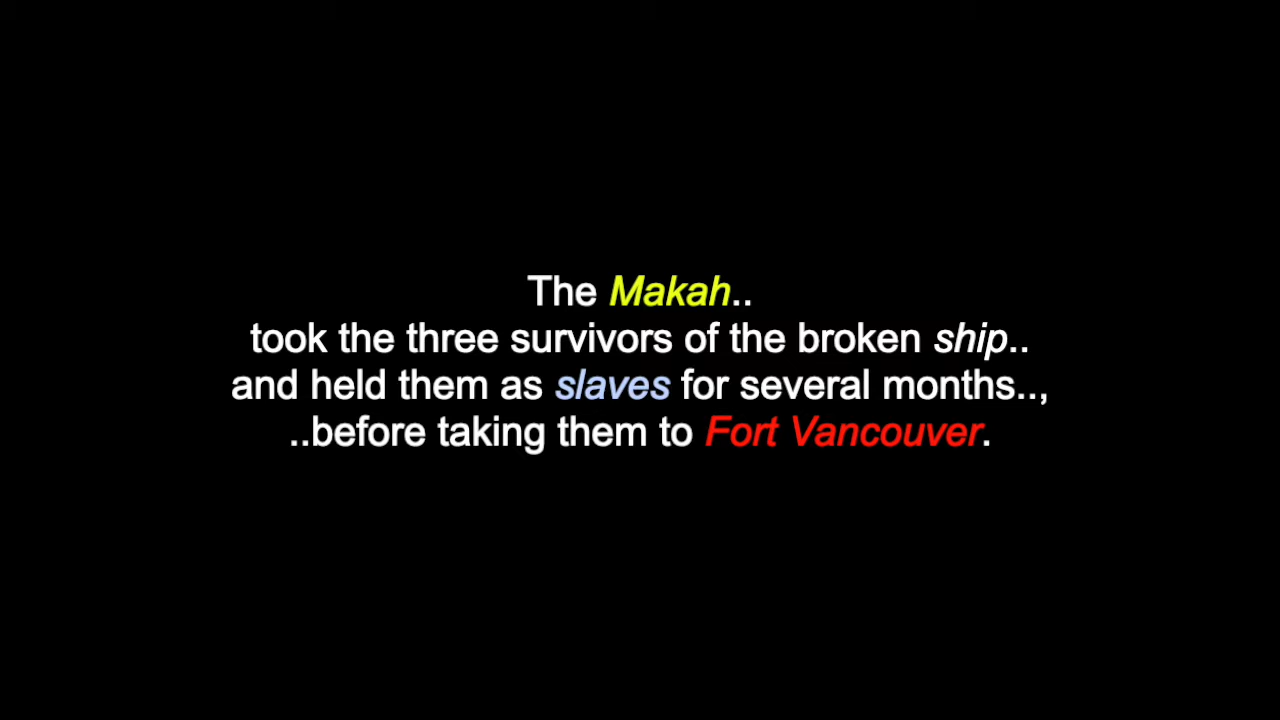 The Makah..
took the three survivors of the broken ship..
and held them as slaves for several months..,
..before taking them to Fort Vancouver.